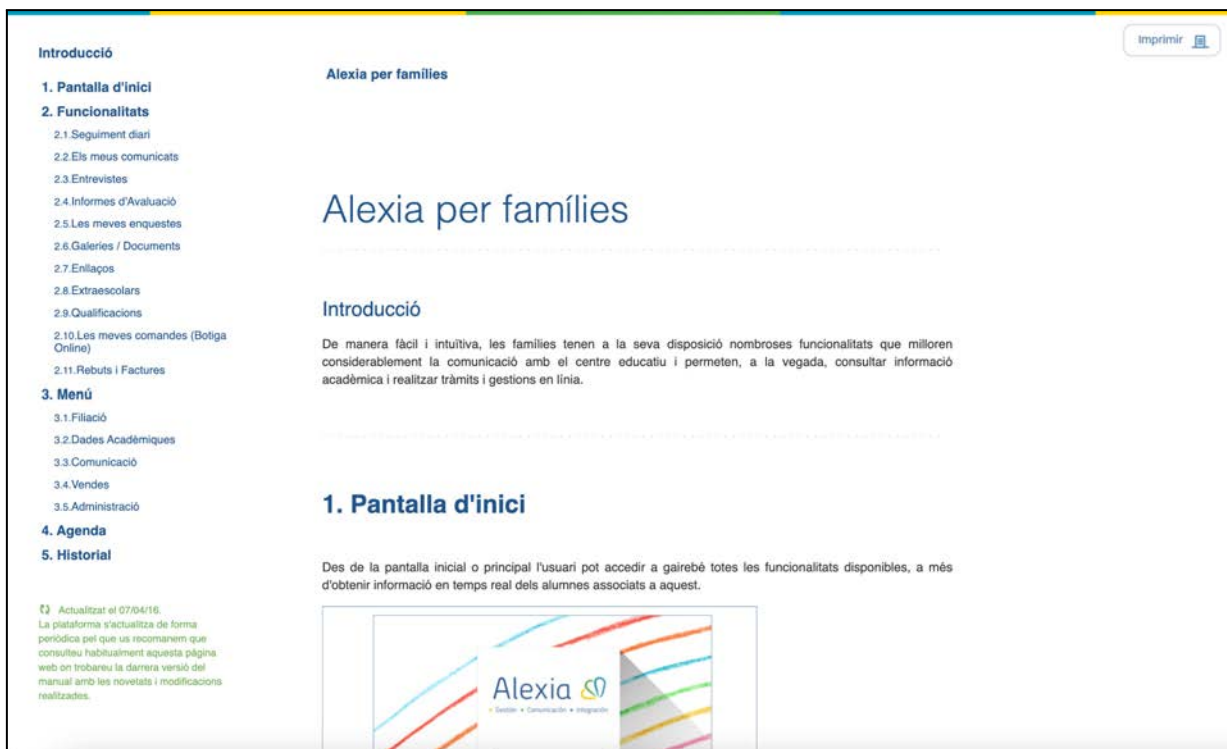 Imprimir
Introducció
1. Pantalla d'inici
2. Funcionalitats
2.1.Seguiment diari
2.2.Els meus comunicats
2.3.Entrevistes
2.4.Informes d'Avaluació
2.5.Les meves enquestes
2.6.Galeries / Documents
2.7.Enllaços
2.8.Extraescolars
2.9.Qualificacions
2.10.Les meves comandes (Botiga
Online)
2.11.Rebuts i Factures
3. Menú
3.1.Filiació
3.2.Dades Acadèmiques
3.3.Comunicació
3.4.Vendes
3.5.Administració
4. Agenda
5. Historial
Actualitzat el 07/04/16.
La plataforma s'actualitza de forma
periòdica pel que us recomanem que
consulteu habitualment aquesta pàgina
web on trobareu la darrera versió del
manual amb les novetats i modificacions
realitzades.
Alexia per famílies
Alexia per famílies
Introducció
De manera fàcil i intuïtiva, les famílies tenen a la seva disposició nombroses funcionalitats que milloren
considerablement la comunicació amb el centre educatiu i permeten, a la vegada, consultar informació
acadèmica i realitzar tràmits i gestions en línia.
1. Pantalla d'inici
Des de la pantalla inicial o principal l'usuari pot accedir a gairebé totes les funcionalitats disponibles, a més
d'obtenir informació en temps real dels alumnes associats a aquest.
Alexia
• Gestión • Comunicación • Integración